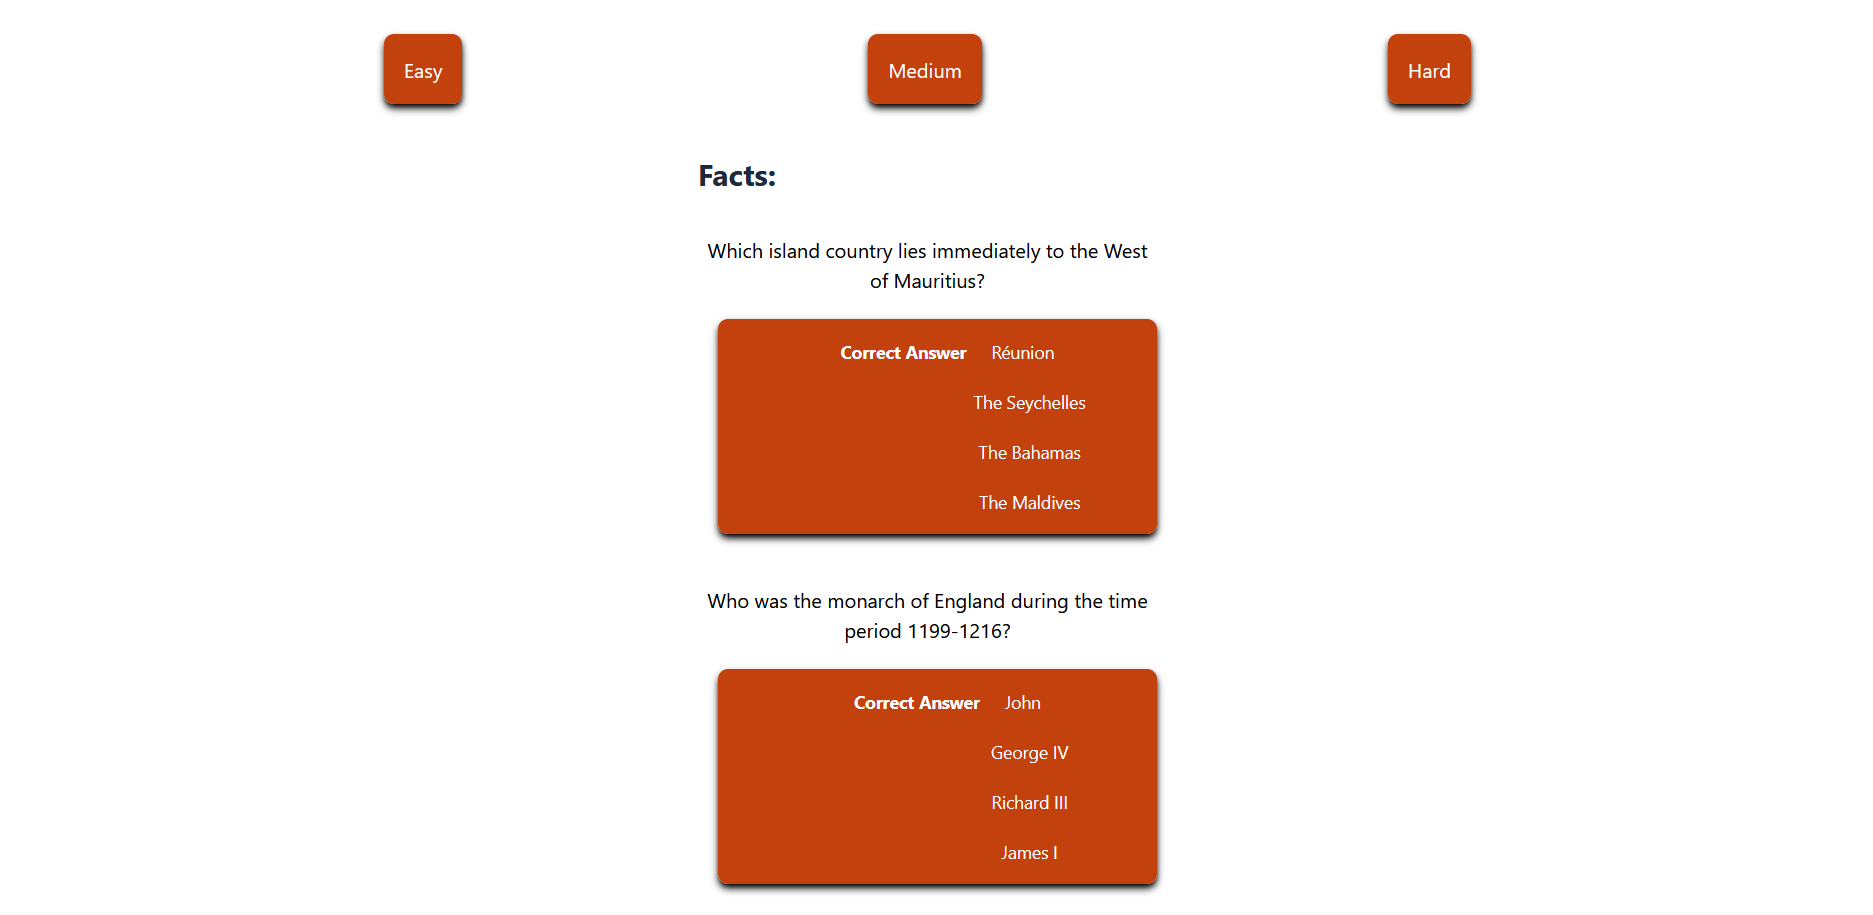 Easy Medium Hard
Facts:
Which island country lies immediately to the West
of Mauritius?
Correct Answer Réunion
The Seychelles
The Bahamas
The Maldives
Who was the monarch of England during the time
period 1199-1216?
Correct Answer John
George IV
Richard III
James I